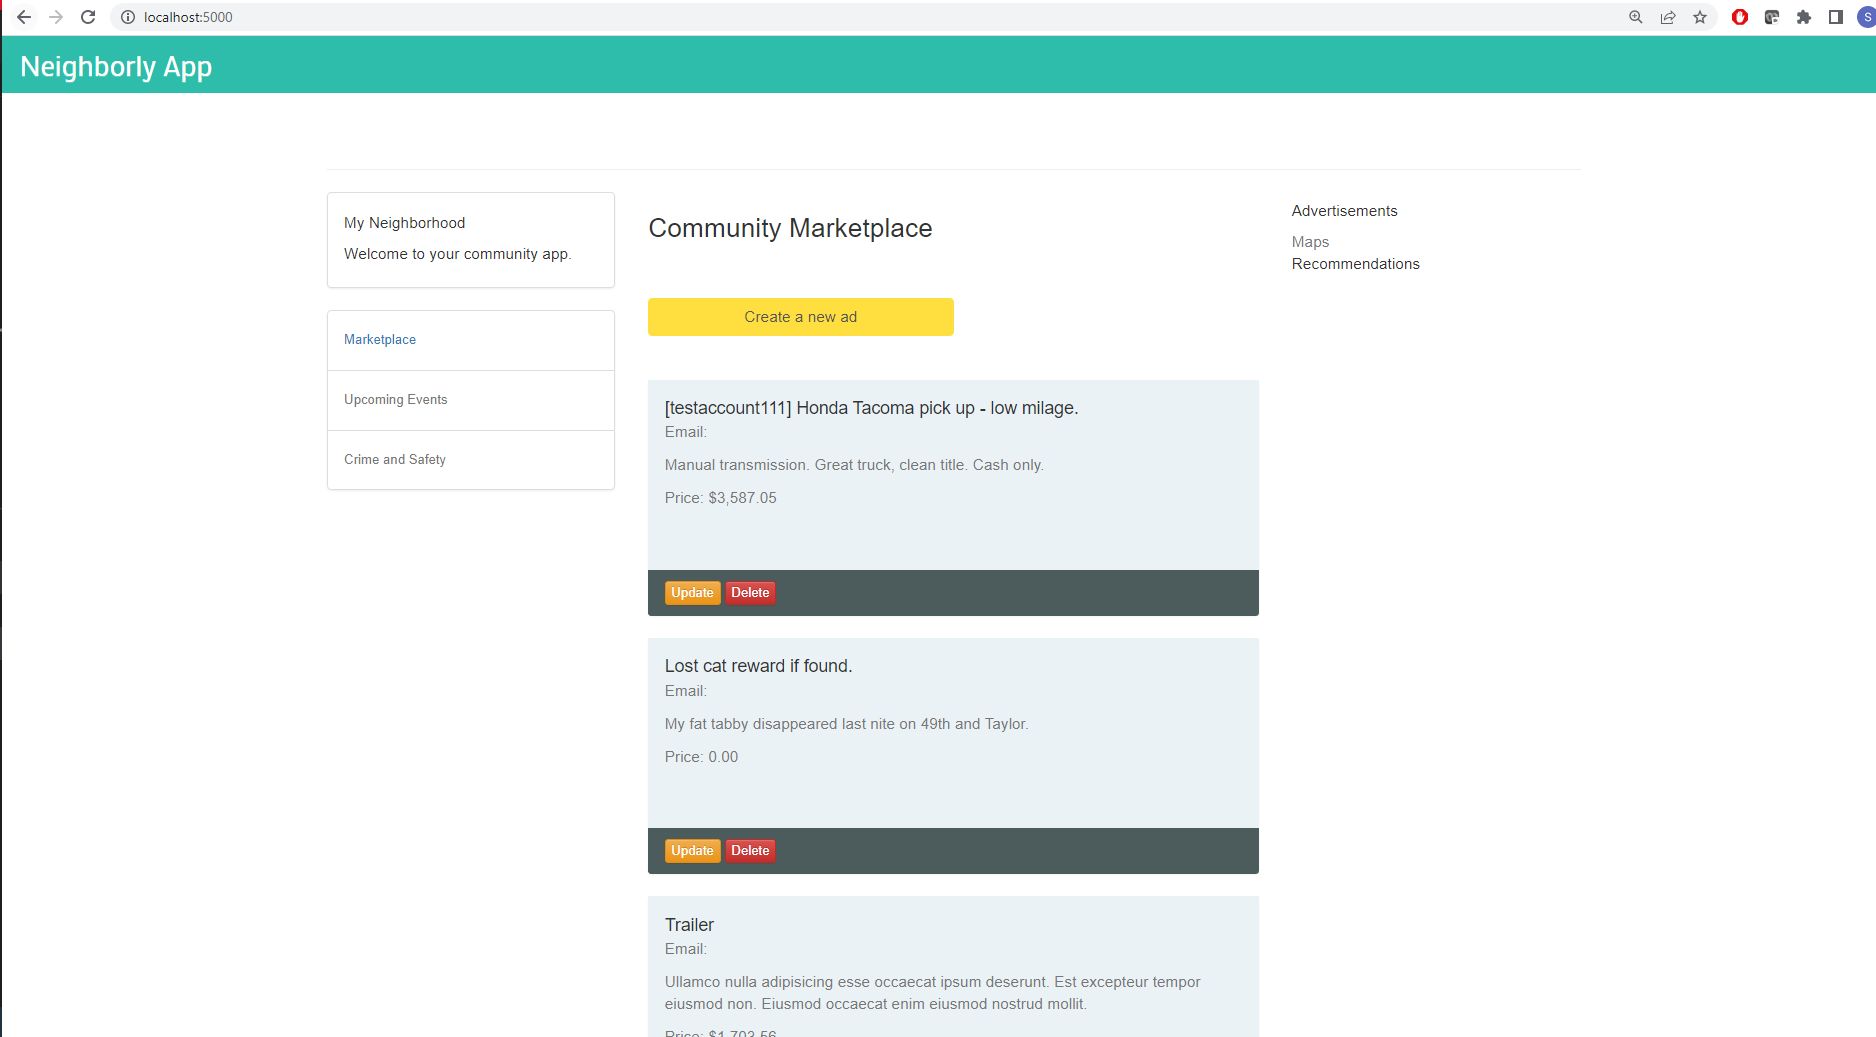 localhost:5000
S
Neighborly App
My Neighborhood
Welcome to your community app.
Marketplace
Upcoming Events
Crime and Safety
Community Marketplace
Create a new ad
[testaccount111] Honda Tacoma pick up - low milage.
Email:
Manual transmission. Great truck, clean title. Cash only.
Price: $3,587.05
Update Delete
Lost cat reward if found.
Email:
My fat tabby disappeared last nite on 49th and Taylor.
Price: 0.00
Update Delete
Trailer
Email:
Ullamco nulla adipisicing esse occaecat ipsum deserunt. Est excepteur tempor
eiusmod non. Eiusmod occaecat enim eiusmod nostrud mollit.
Price: $1,703.56
Advertisements
Maps
Recommendations